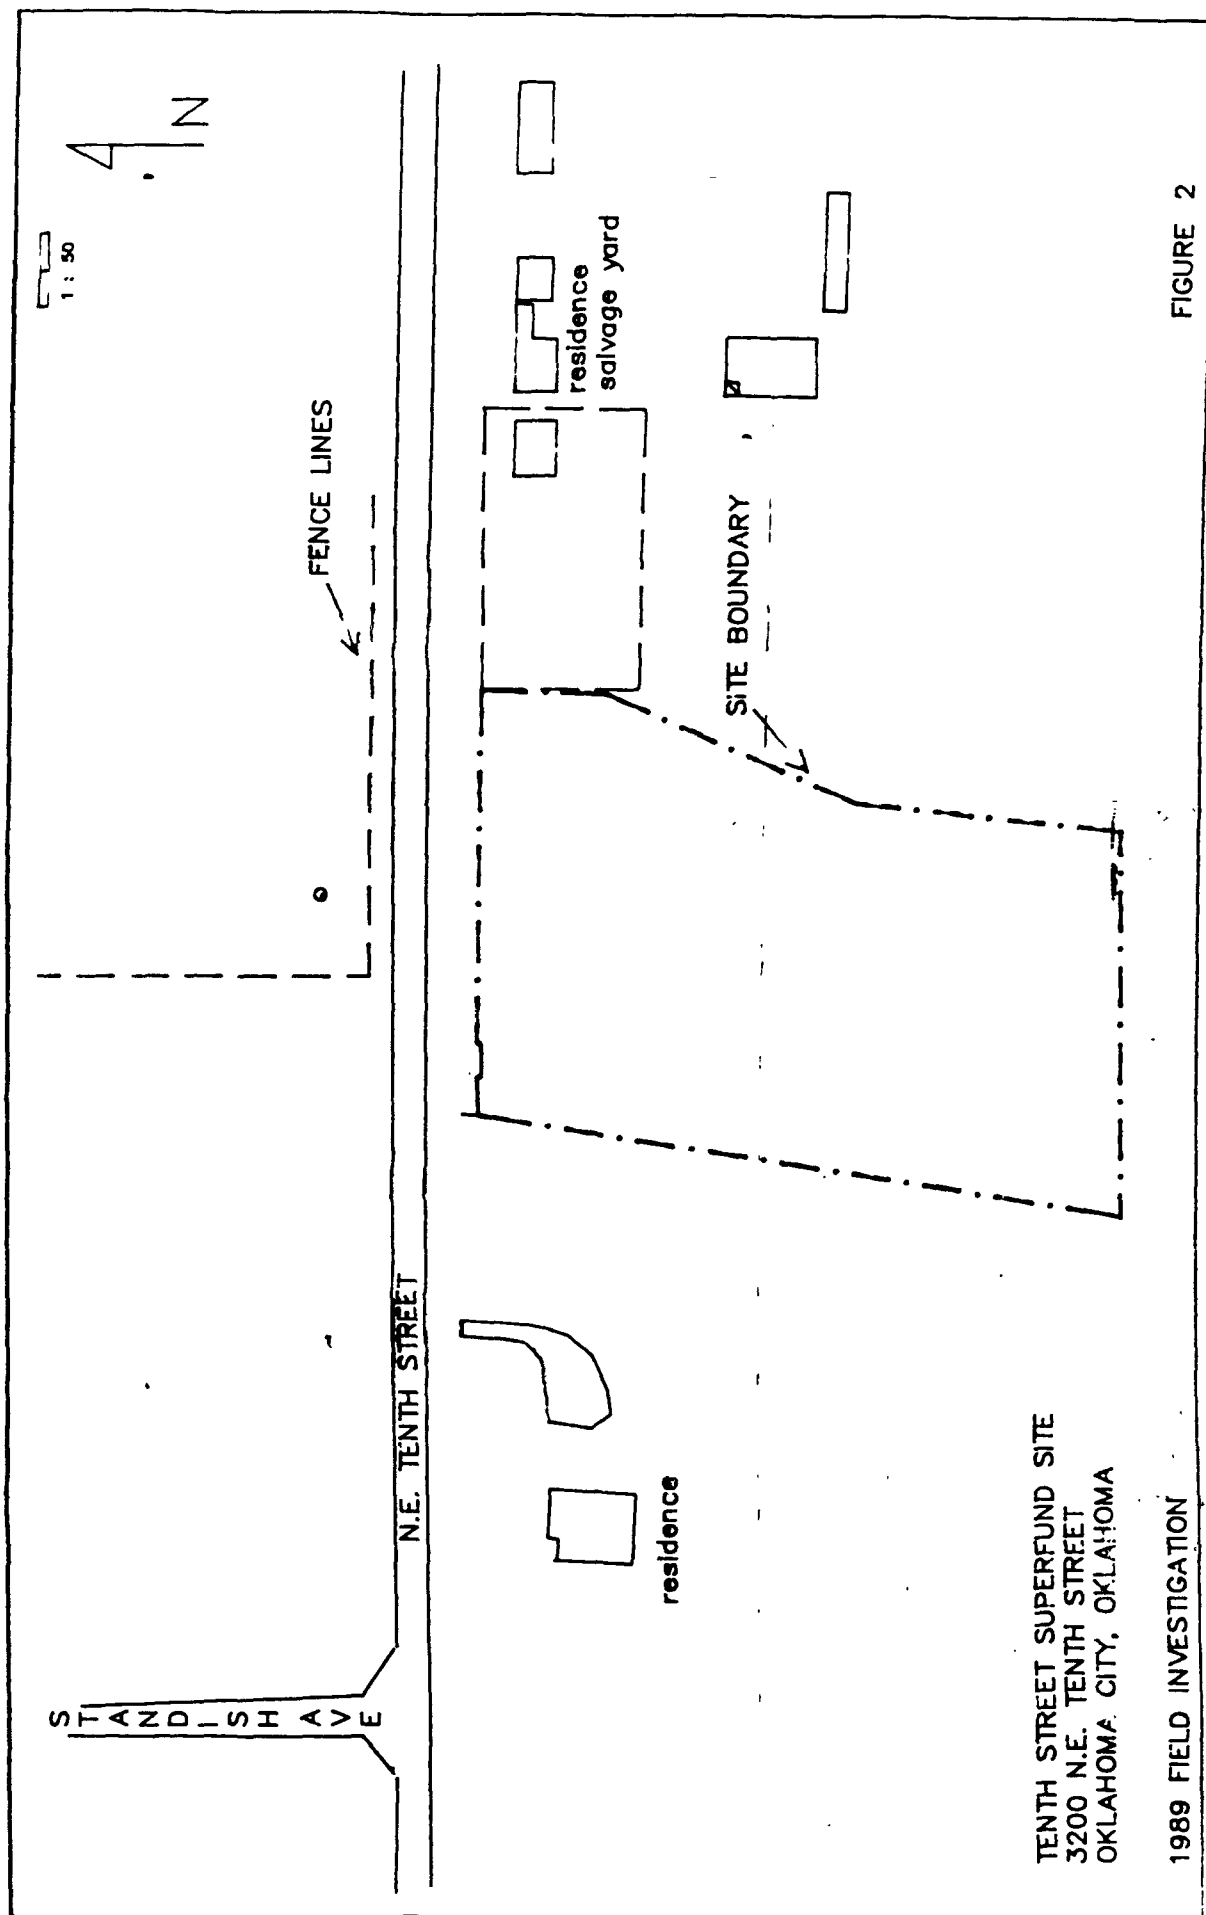 1 : 50
N
FENCE LINES
STANDISH AVE
N.E. TENTH STREET
residence
salvage yard
SITE BOUNDARY
residence
TENTH STREET SUPERFUND SITE
3200 N.E. TENTH STREET
OKLAHOMA CITY, OKLAHOMA
1989 FIELD INVESTIGATION
FIGURE 2